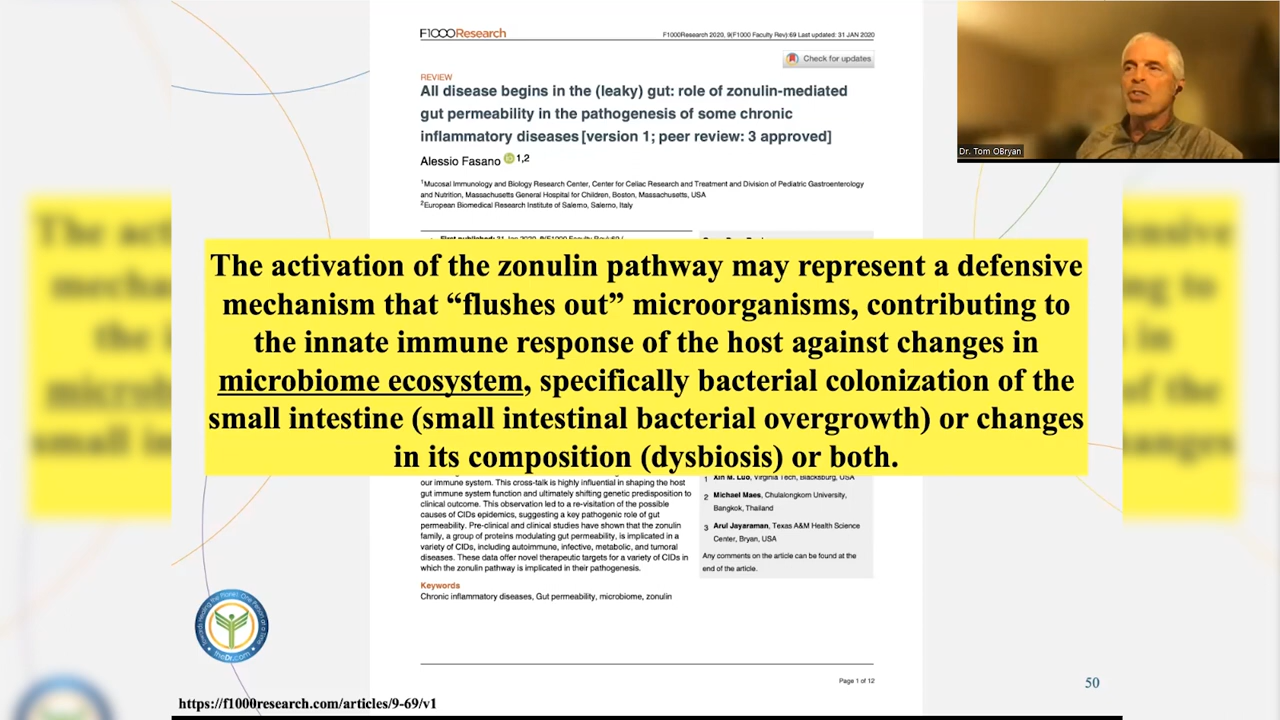 F1000Research
F1000Research 2020, 9(F1000 Faculty Rev):69 Last updated: 31 JAN 2020
Check for updates
REVIEW
All disease begins in the (leaky) gut: role of zonulin-mediated
gut permeability in the pathogenesis of some chronic
inflammatory diseases [version 1; peer review: 3 approved]
Alessio Fasano iD 1,2
1Mucosal Immunology and Biology Research Center, Center for Celiac Research and Treatment and Division of Pediatric Gastroenterology
and Nutrition, Massachusetts General Hospital for Children, Boston, Massachusetts, USA
2European Biomedical Research Institute of Salerno, Salerno, Italy
Dr. Tom OBryan
The activation of the zonulin pathway may represent a defensive
mechanism that “flushes out” microorganisms, contributing to
the innate immune response of the host against changes in
microbiome ecosystem, specifically bacterial colonization of the
small intestine (small intestinal bacterial overgrowth) or changes
in its composition (dysbiosis) or both.
our immune system. This cross-talk is highly influential in shaping the host
gut immune system function and ultimately shifting genetic predisposition to
clinical outcome. This observation led to a re-visitation of the possible
causes of CIDs epidemics, suggesting a key pathogenic role of gut
permeability. Pre-clinical and clinical studies have shown that the zonulin
family, a group of proteins modulating gut permeability, is implicated in a
variety of CIDs, including autoimmune, infective, metabolic, and tumoral
diseases. These data offer novel therapeutic targets for a variety of CIDs in
which the zonulin pathway is implicated in their pathogenesis.
Keywords
Chronic inflammatory diseases, Gut permeability, microbiome, zonulin
1 Xin M. Luo, Virginia Tech, Blacksburg, USA
2 Michael Maes, Chulalongkorn University,
Bangkok, Thailand
3 Arul Jayaraman, Texas A&M Health Science
Center, Bryan, USA
Any comments on the article can be found at the
end of the article.
theDr.com
Page 1 of 12
50
https://f1000research.com/articles/9-69/v1